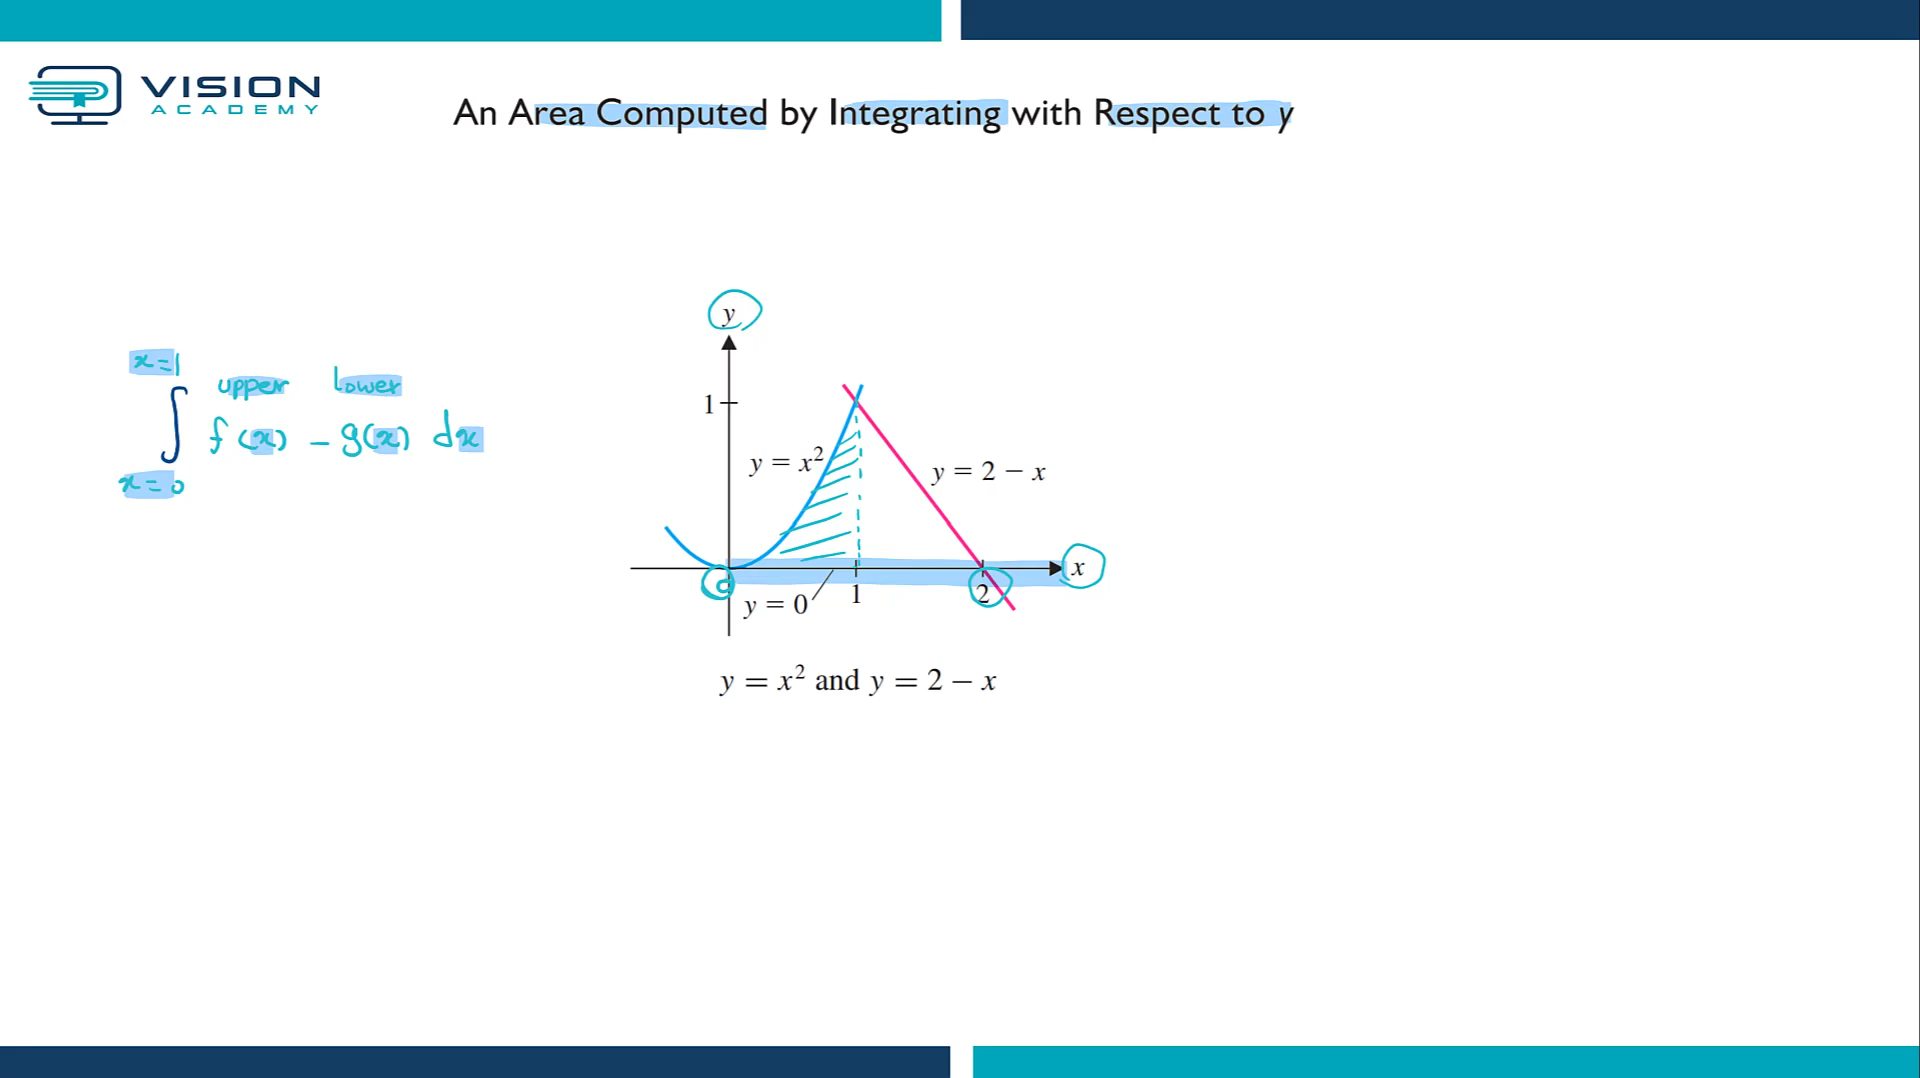 VISION
ACADEMY
An Area Computed by Integrating with Respect to y
x=1
upper lower
∫ f(x) - g(x) dx
x=0
y
1
y = x²
y = 2 − x
x
0
y = 0
1
2
y = x² and y = 2 − x